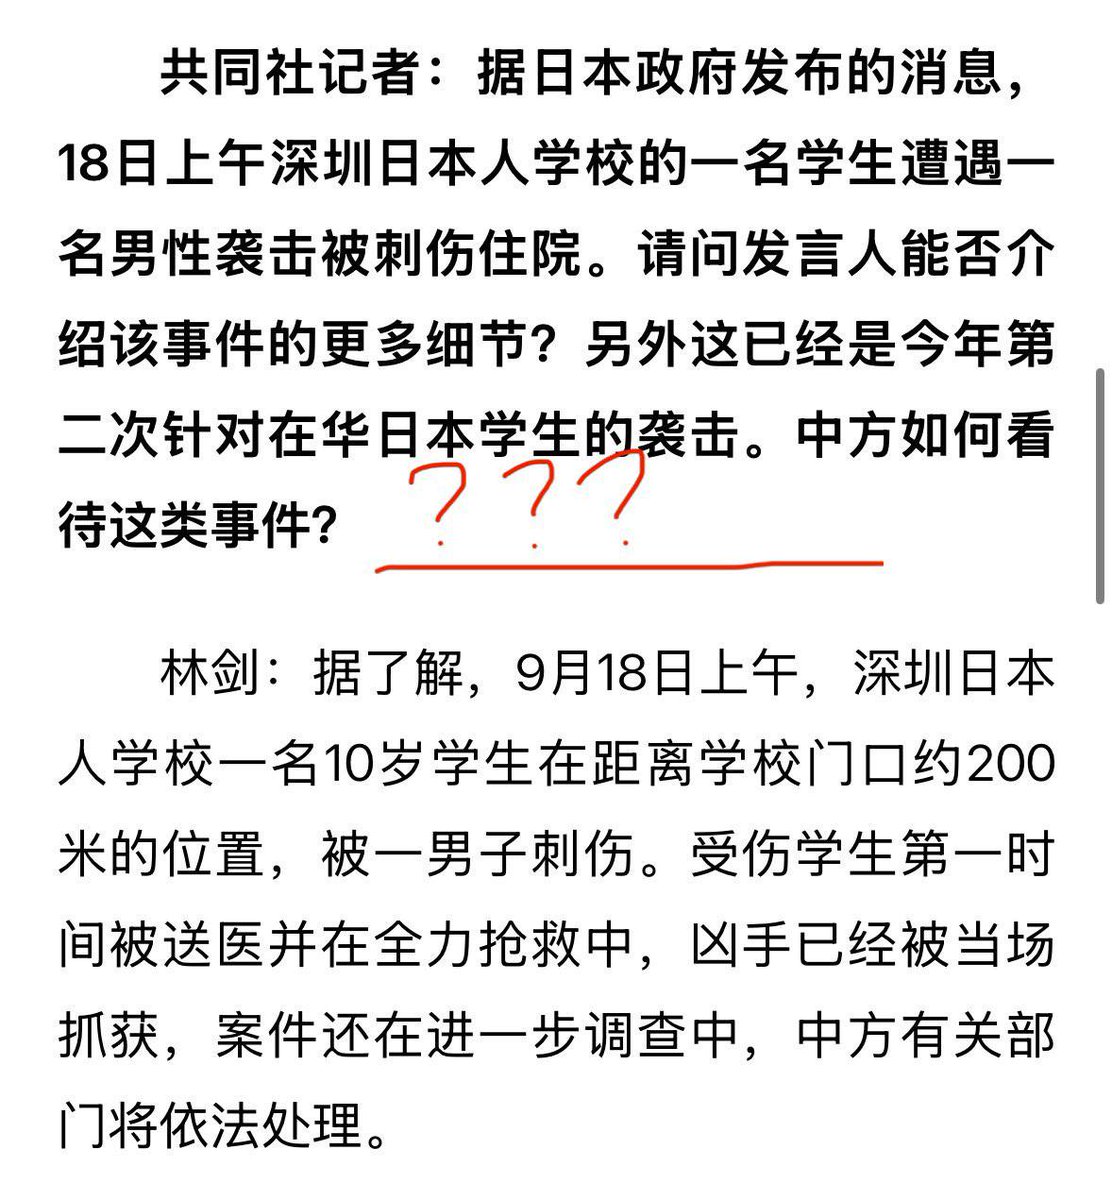 共同社记者：据日本政府发布的消息，
18日上午深圳日本人学校的一名学生遭遇一
名男性袭击被刺伤住院。请问发言人能否介
绍该事件的更多细节？另外这已经是今年第
二次针对在华日本学生的袭击。中方如何看
待这类事件?
???
林剑：据了解，9月18日上午，深圳日本
人学校一名10岁学生在距离学校门口约200
米的位置，被一男子刺伤。受伤学生第一时
间被送医并在全力抢救中，凶手已经被当场
抓获，案件还在进一步调查中，中方有关部
门将依法处理。